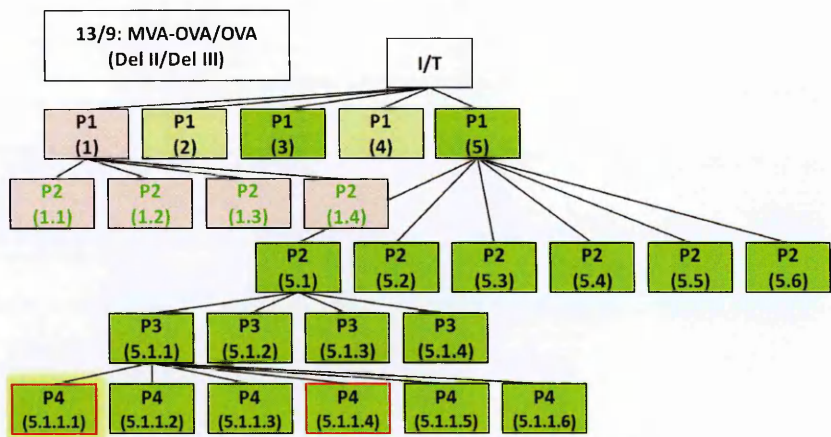 13/9: MVA-OVA/OVA
(Del II/Del III)
I/T
P1
(1)
P1
(2)
P1
(3)
P1
(4)
P1
(5)
P2
(1.1)
P2
(1.2)
P2
(1.3)
P2
(1.4)
P2
(5.1)
P2
(5.2)
P2
(5.3)
P2
(5.4)
P2
(5.5)
P2
(5.6)
P3
(5.1.1)
P3
(5.1.2)
P3
(5.1.3)
P3
(5.1.4)
P4
(5.1.1.1)
P4
(5.1.1.2)
P4
(5.1.1.3)
P4
(5.1.1.4)
P4
(5.1.1.5)
P4
(5.1.1.6)